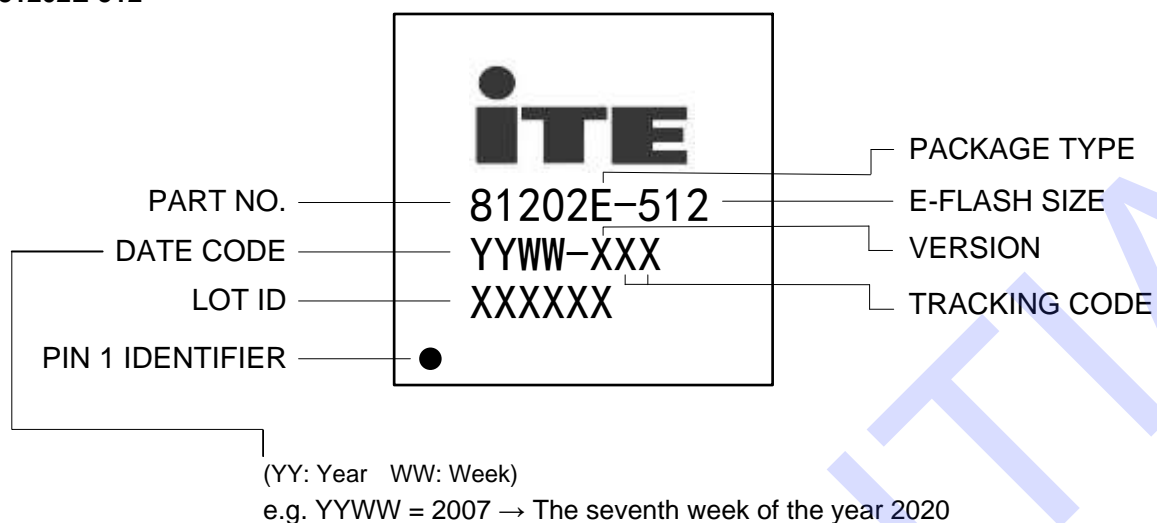 iTE
PACKAGE TYPE
PART NO.
81202E-512
E-FLASH SIZE
DATE CODE
YYWW-XXX
VERSION
LOT ID
XXXXXX
TRACKING CODE
PIN 1 IDENTIFIER
(YY: Year WW: Week)
e.g. YYWW = 2007 → The seventh week of the year 2020